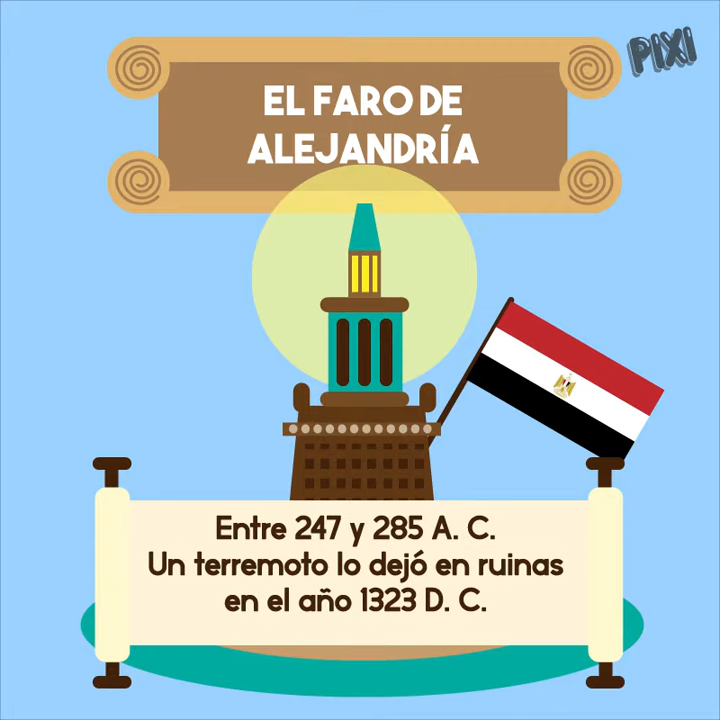 PIXI
EL FARO DE
ALEJANDRÍA
Entre 247 y 285 A. C.
Un terremoto lo dejó en ruinas
en el año 1323 D. C.